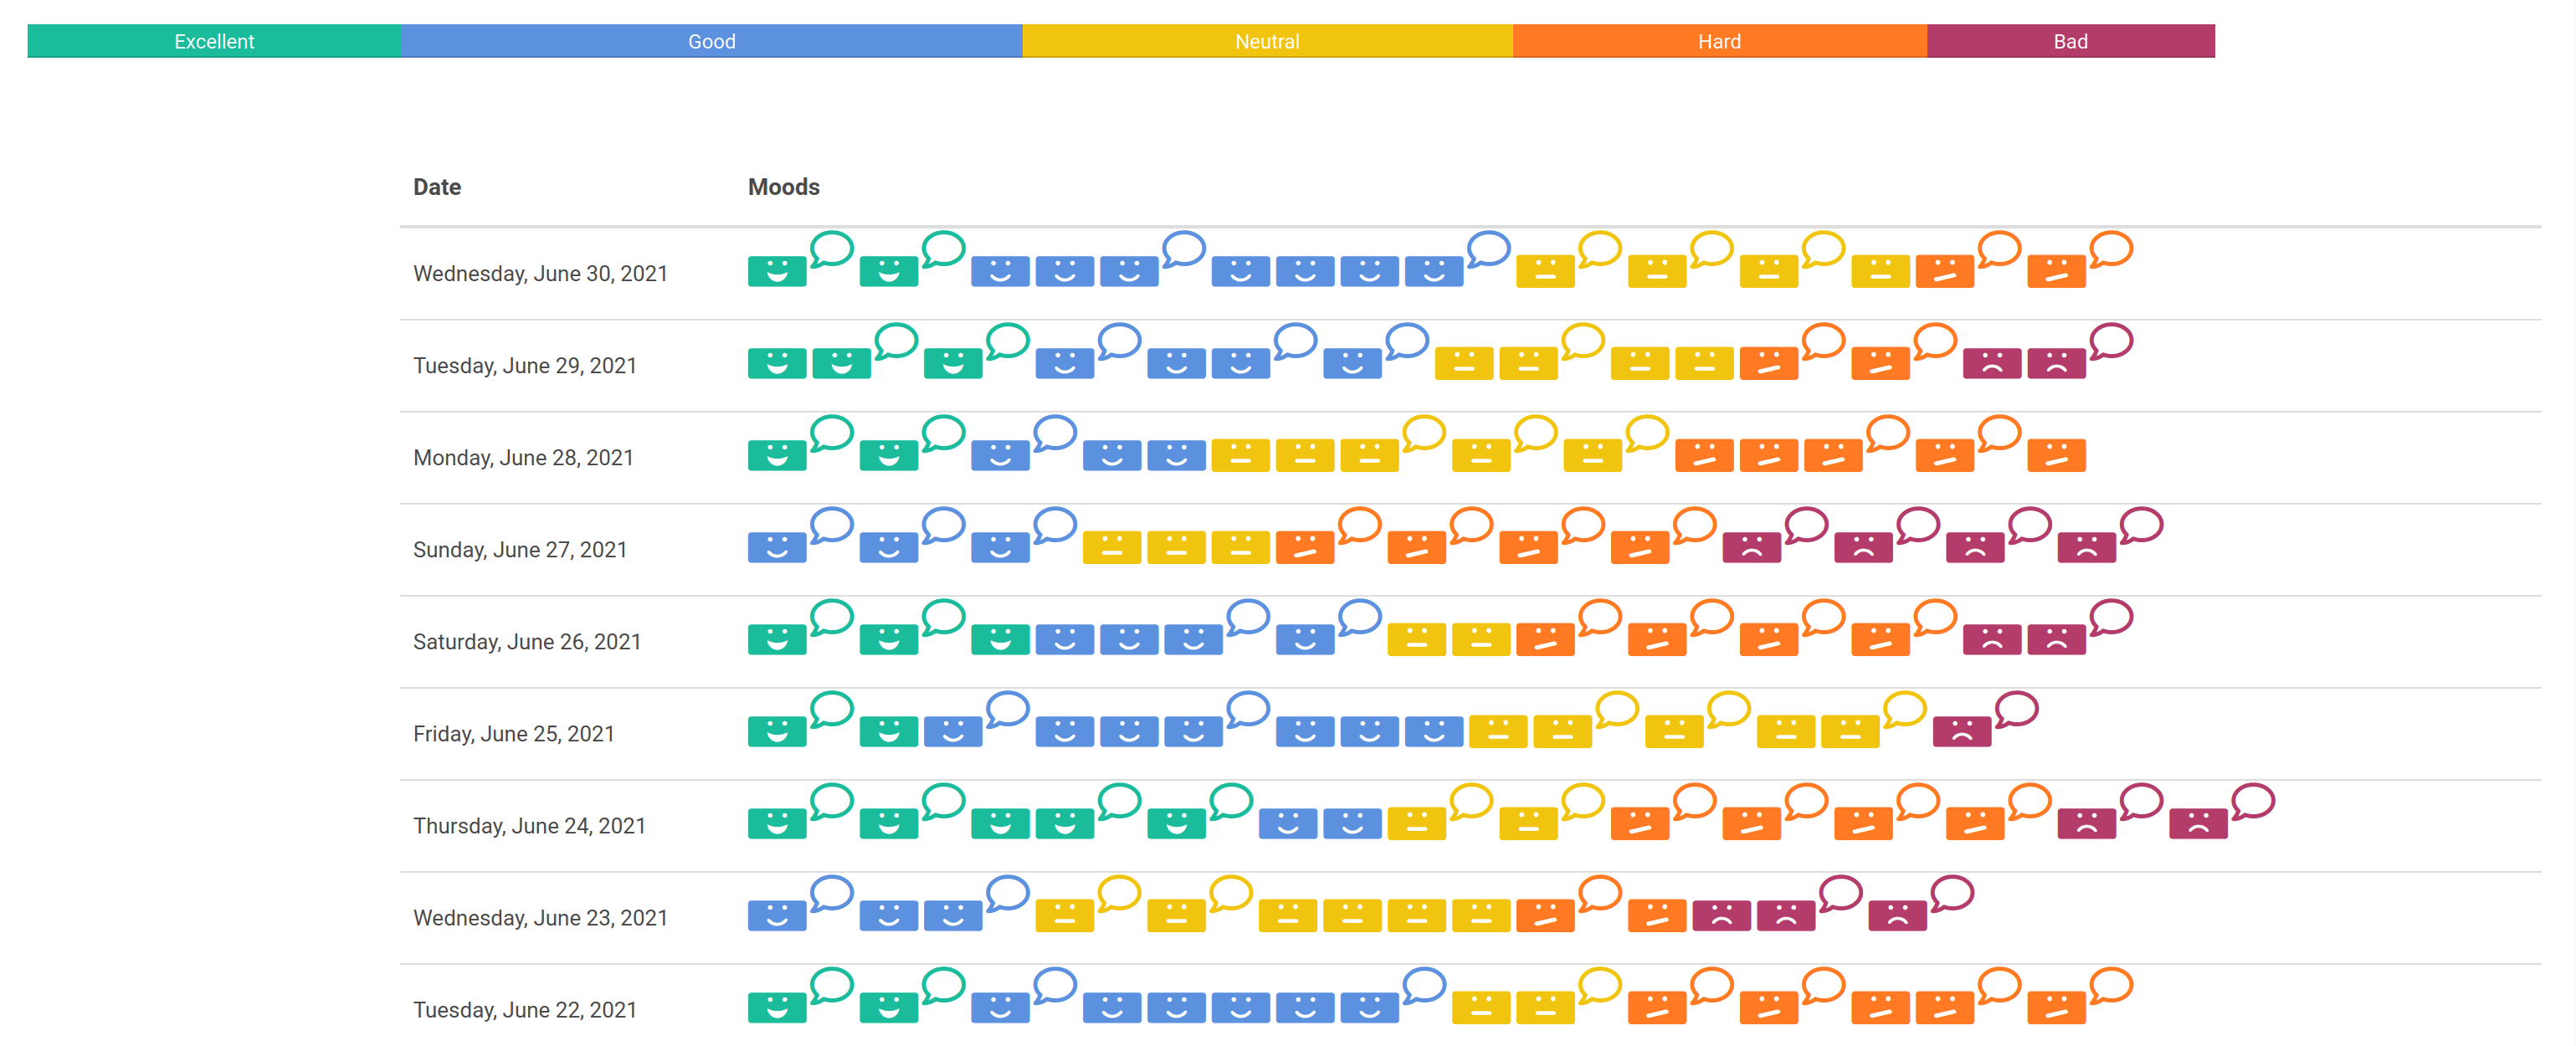 Excellent Good Neutral Hard Bad
Date Moods
Wednesday, June 30, 2021
Tuesday, June 29, 2021
Monday, June 28, 2021
Sunday, June 27, 2021
Saturday, June 26, 2021
Friday, June 25, 2021
Thursday, June 24, 2021
Wednesday, June 23, 2021
Tuesday, June 22, 2021